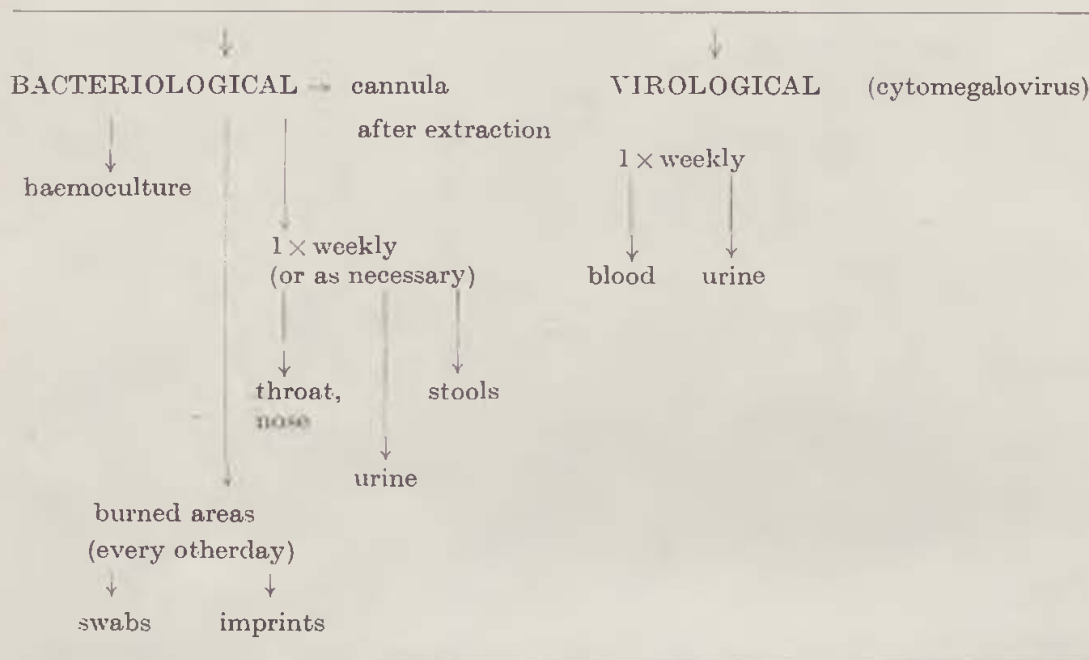 BACTERIOLOGICAL → cannula
after extraction
haemoculture
1 × weekly
(or as necessary)
throat,
nose
stools
urine
burned areas
(every otherday)
swabs imprints
VIROLOGICAL (cytomegalovirus)
1 × weekly
blood urine